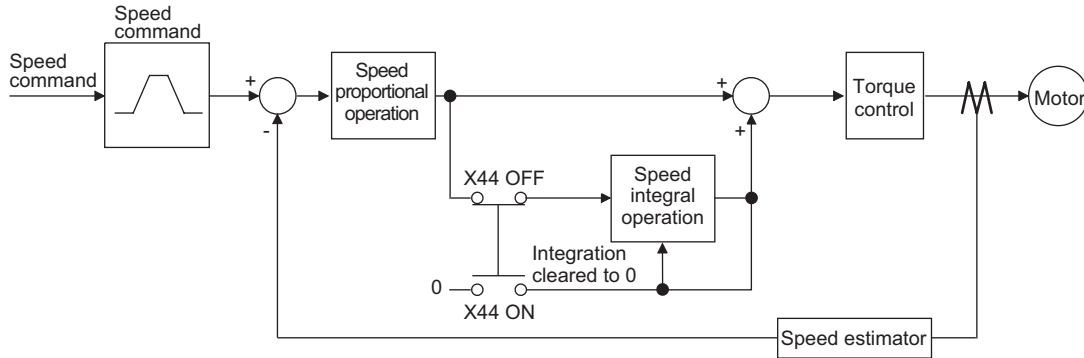 Speed
command
Speed
command
+
-
Speed
proportional
operation
+
+
Torque
control
Motor
X44 OFF
Speed
integral
operation
Integration
cleared to 0
0
X44 ON
Speed estimator